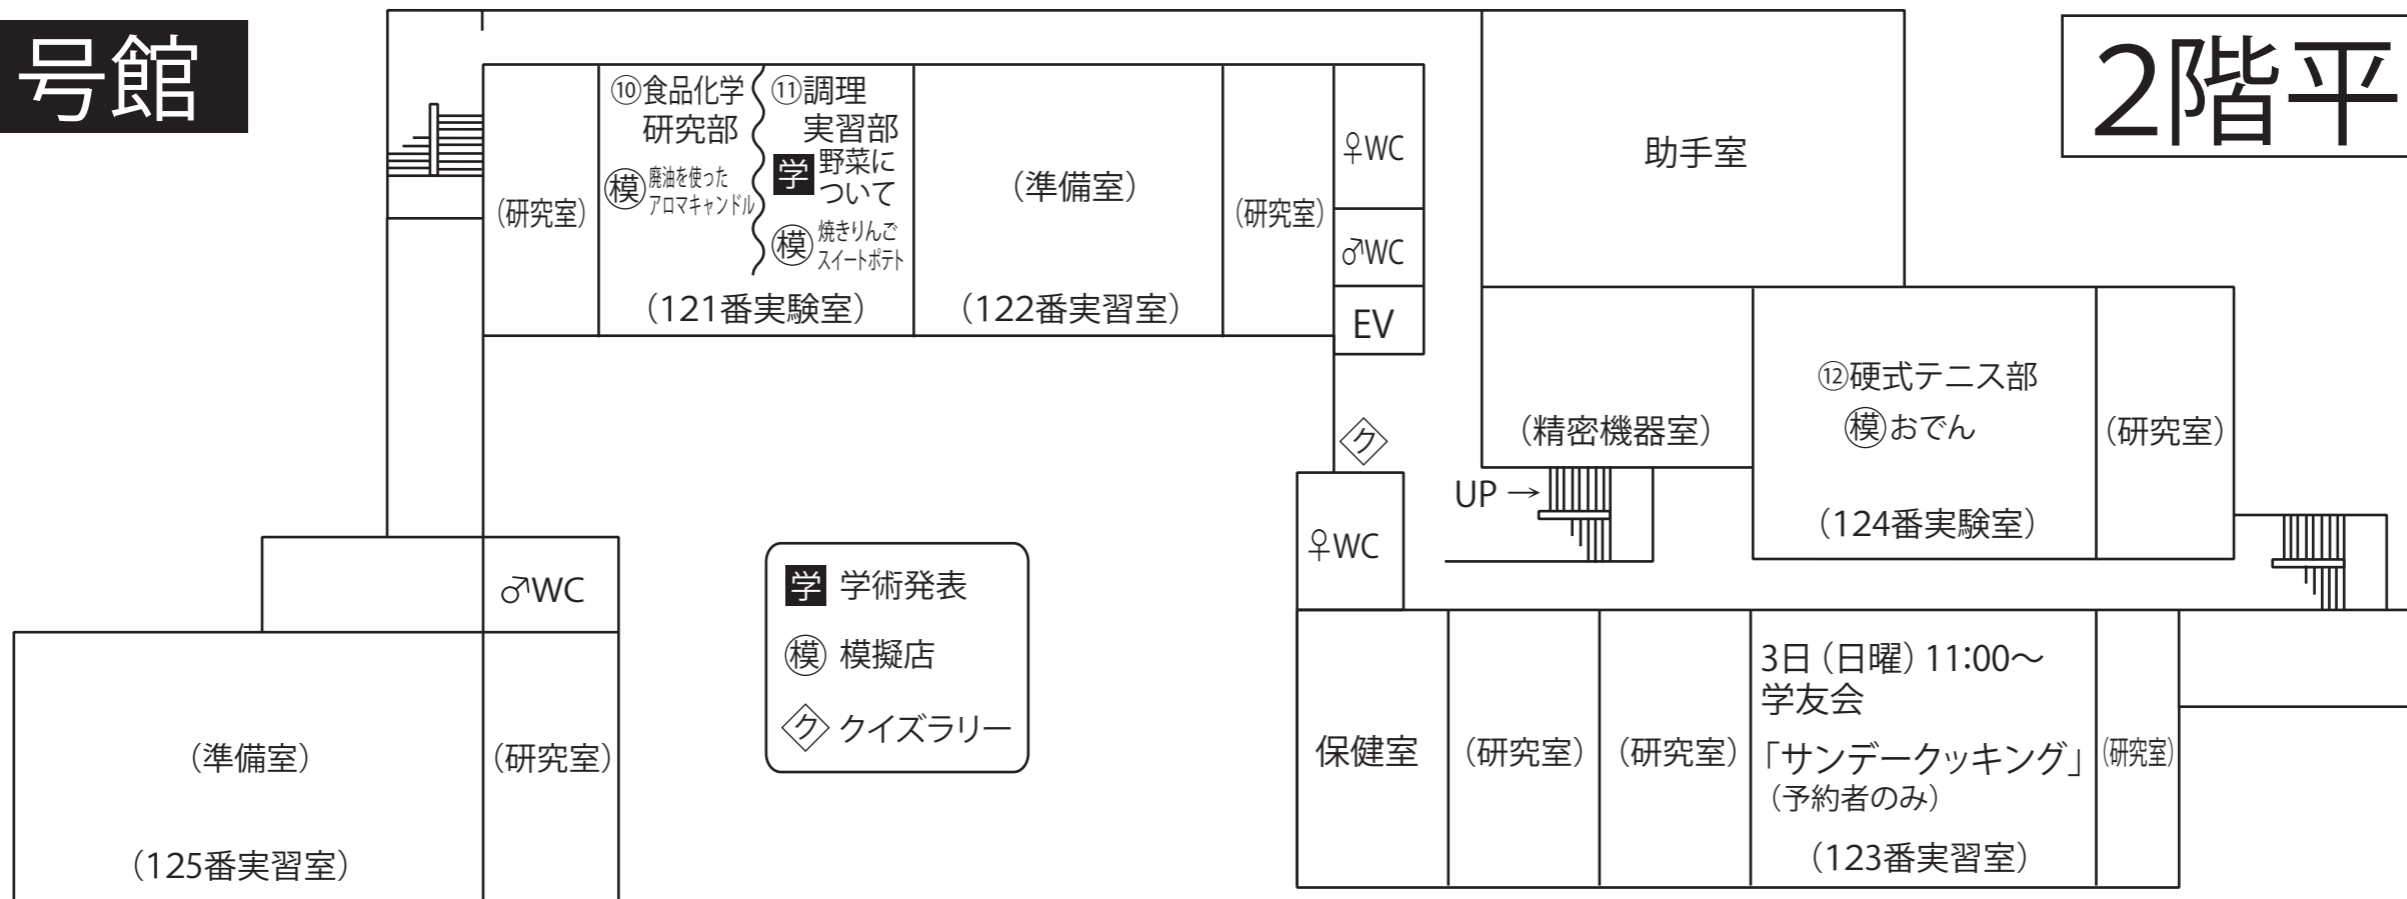 号館
2階平
⑩食品化学
研究部
模 廃油を使った
アロマキャンドル
⑪調理
実習部
学 野菜に
ついて
模 焼きりんご
スイートポテト
(121番実験室)
(研究室)
(準備室)
(122番実習室)
(研究室)
♀WC
♂WC
EV
助手室
(精密機器室)
⑫硬式テニス部
模 おでん
(124番実験室)
(研究室)
ク
UP →
♀WC
♂WC
学 学術発表
模 模擬店
ク クイズラリー
(準備室)
(125番実習室)
(研究室)
保健室
(研究室)
(研究室)
3日(日曜)11:00～
学友会
「サンデークッキング」
(予約者のみ)
(123番実習室)
(研究室)